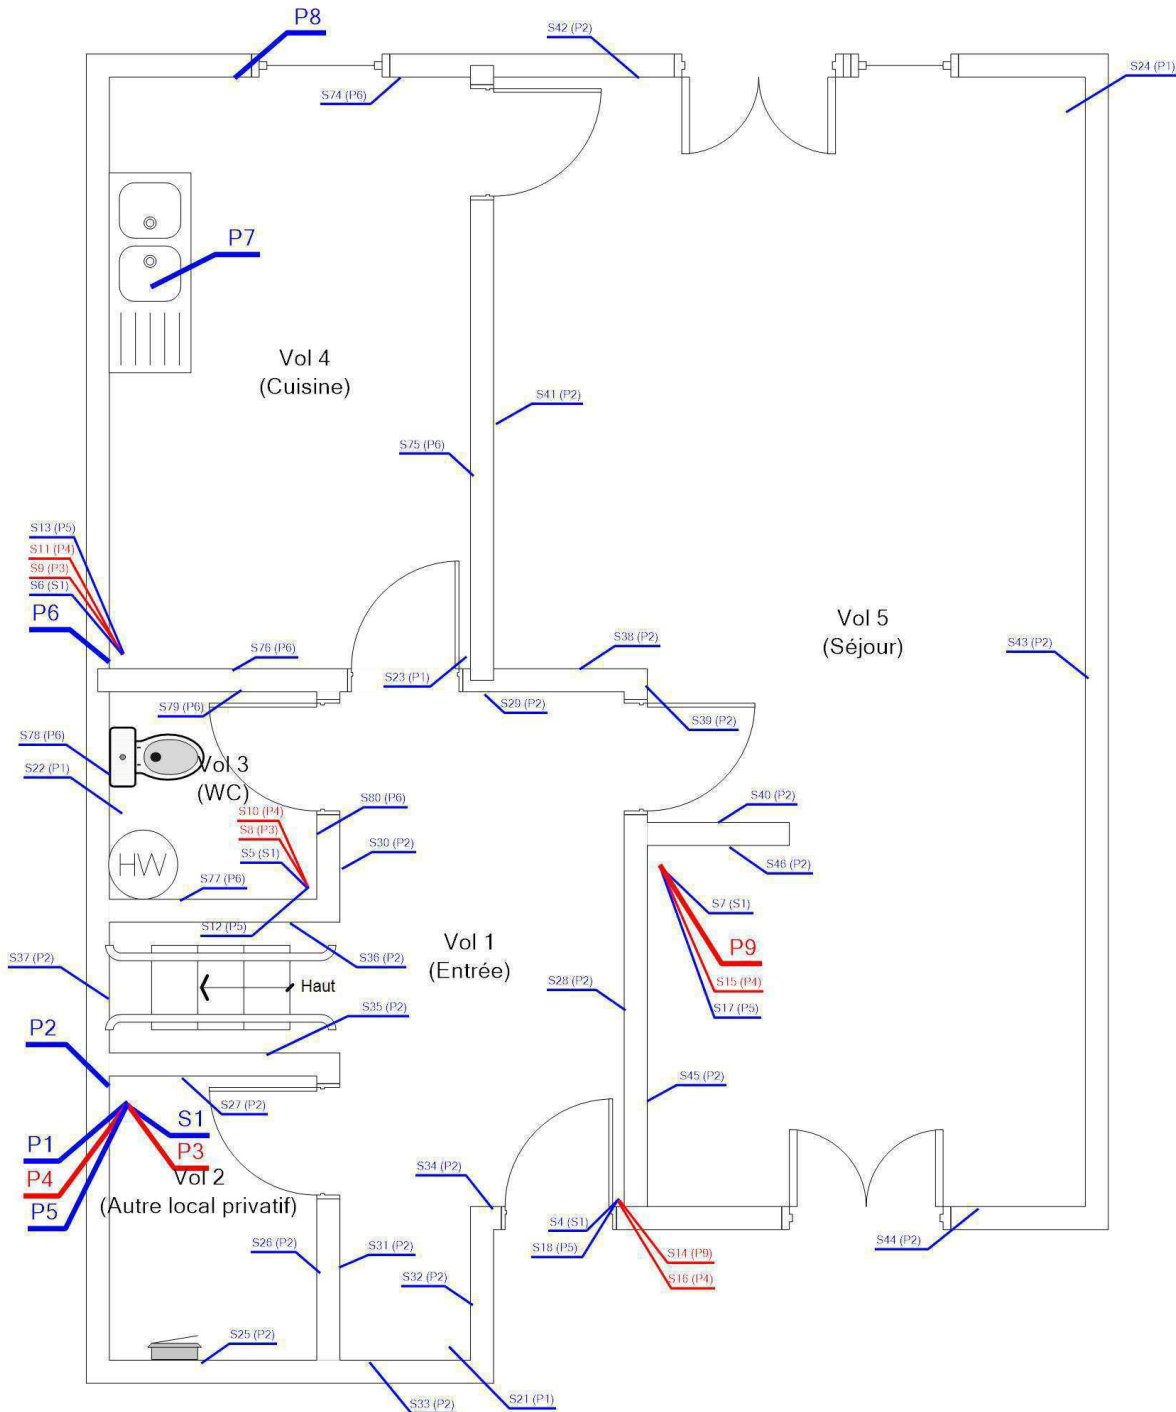 P8
S42 (P2)
S24 (P1)
S74 (P6)
P7
Vol 4
(Cuisine)
S41 (P2)
S75 (P6)
S13 (P5)
S11 (P4)
S9 (P3)
S6 (S1)
P6
Vol 5
(Séjour)
S38 (P2)
S43 (P2)
S76 (P6)
S23 (P1)
S29 (P2)
S79 (P6)
S39 (P2)
S78 (P6)
S22 (P1)
Vol 3
(WC)
S80 (P6)
S40 (P2)
S10 (P4)
S8 (P3)
S5 (S1)
S30 (P2)
S46 (P2)
HW
S77 (P6)
S12 (P5)
S7 (S1)
P9
S15 (P4)
S17 (P5)
Vol 1
(Entrée)
S37 (P2)
S36 (P2)
Haut
S28 (P2)
S35 (P2)
P2
S27 (P2)
S45 (P2)
P1
S1
P4
P3
P5
Vol 2
(Autre local privatif)
S34 (P2)
S4 (S1)
S18 (P5)
S14 (P9)
S16 (P4)
S44 (P2)
S26 (P2)
S31 (P2)
S32 (P2)
S25 (P2)
S33 (P2)
S21 (P1)